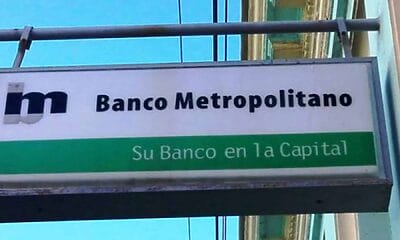 Banco Metropolitano
Su Banco en la Capital